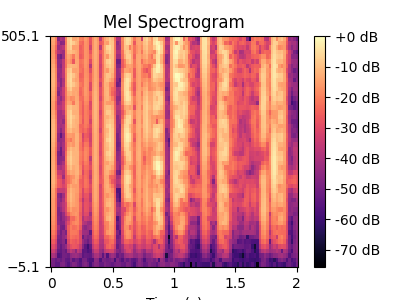 Mel Spectrogram
505.1
-5.1
0
0.5
1
1.5
2
+0 dB
-10 dB
-20 dB
-30 dB
-40 dB
-50 dB
-60 dB
-70 dB